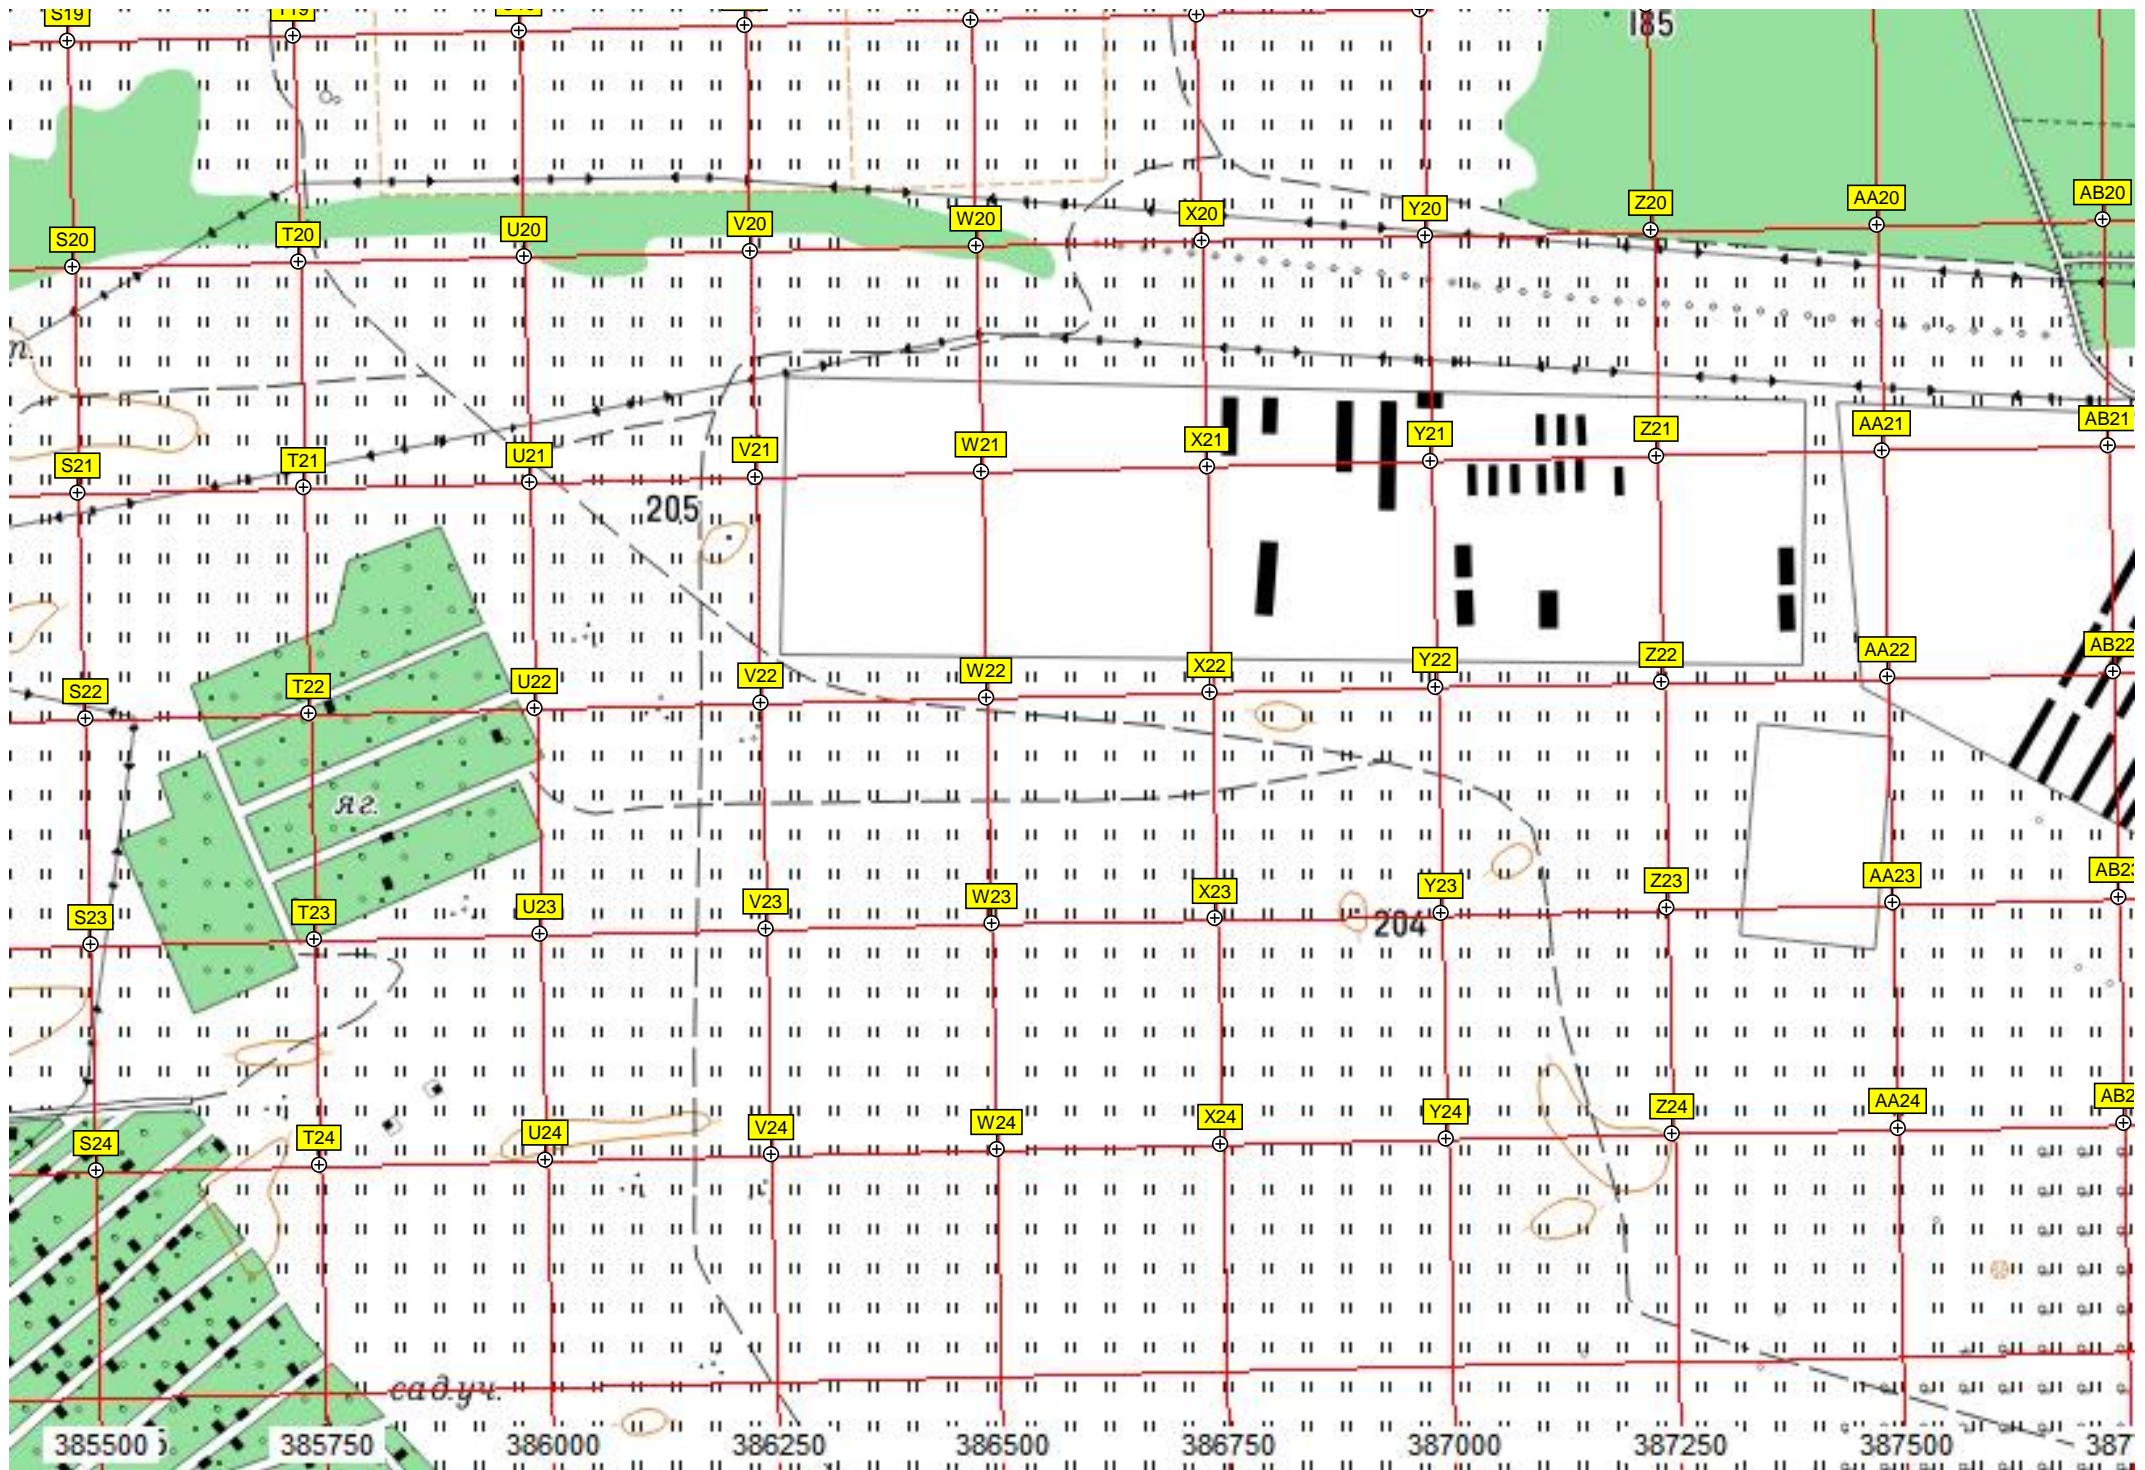 S19 T19
185
S20 T20 U20 V20 W20 X20 Y20 Z20 AA20 AB20
п.
S21 T21 U21 V21 W21 X21 Y21 Z21 AA21 AB21
205
S22 T22 U22 V22 W22 X22 Y22 Z22 AA22 AB22
яг.
S23 T23 U23 V23 W23 X23 Y23 Z23 AA23 AB23
204
S24 T24 U24 V24 W24 X24 Y24 Z24 AA24 AB2
сад.уч.
385500 385750 386000 386250 386500 386750 387000 387250 387500 387